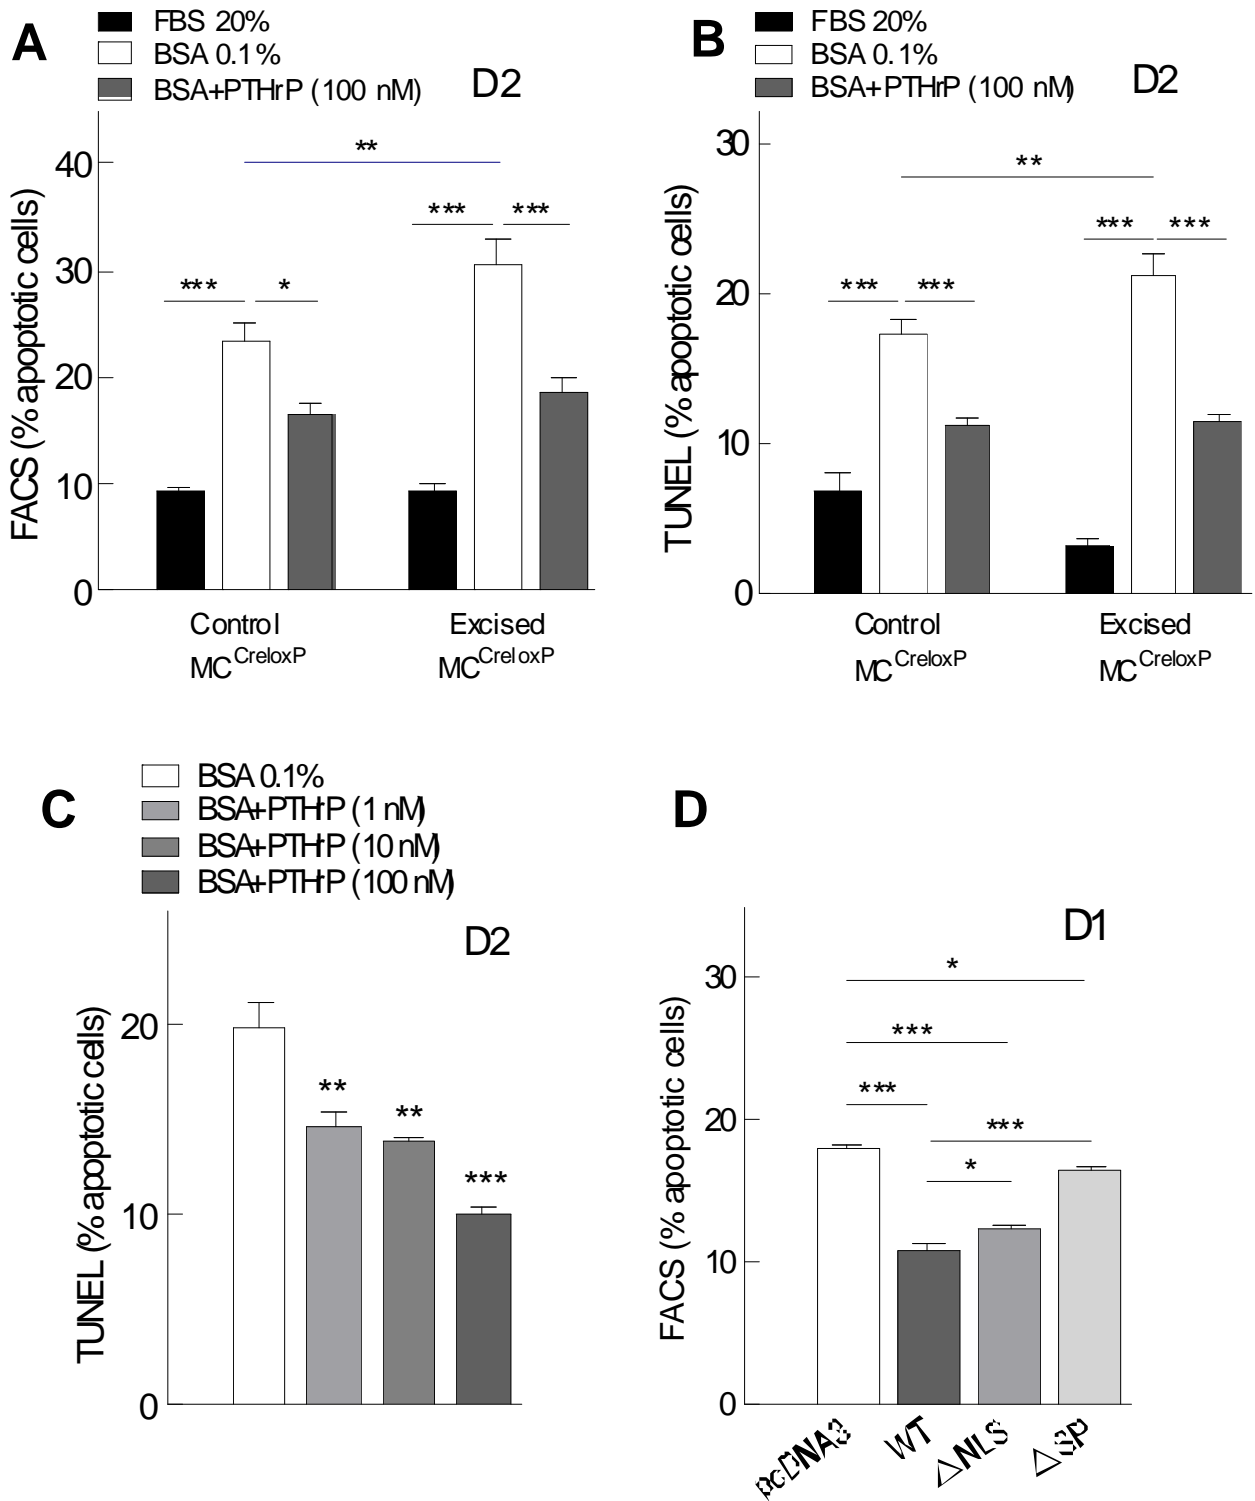 A
FBS 20%
BSA 0.1%
BSA+PTHrP (100 nM)
D2
FACS (% apoptotic cells)
40
30
20
10
0
**
***
*
***
***
Control
MC^CreloxP
Excised
MC^CreloxP
B
FBS 20%
BSA 0.1%
BSA+PTHrP (100 nM)
D2
TUNEL (% apoptotic cells)
30
20
10
0
**
***
***
***
***
Control
MC^CreloxP
Excised
MC^CreloxP
C
BSA 0.1%
BSA+PTHrP (1 nM)
BSA+PTHrP (10 nM)
BSA+PTHrP (100 nM)
D2
TUNEL (% apoptotic cells)
20
10
0
**
**
***
D
D1
FACS (% apoptotic cells)
30
20
10
0
*
***
***
***
*
pcDNA3
WT
△NLS
△SP